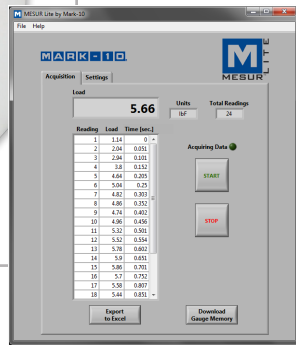 MESUR Lite by Mark-10
File Help
MARK-10
M
MESUR
LITE
Acquisition Settings
Load
5.66
Units
lbF
Total Readings
24
Reading Load Time [sec.]
1 1.14 0
2 2.04 0.051
3 2.94 0.101
4 3.8 0.152
5 4.64 0.205
6 5.04 0.25
7 4.82 0.303
8 4.86 0.352
9 4.74 0.402
10 4.96 0.456
11 5.32 0.501
12 5.52 0.554
13 5.78 0.602
14 5.9 0.651
15 5.86 0.701
16 5.7 0.752
17 5.58 0.807
18 5.44 0.851
Acquiring Data
START
STOP
Export
to Excel
Download
Gauge Memory